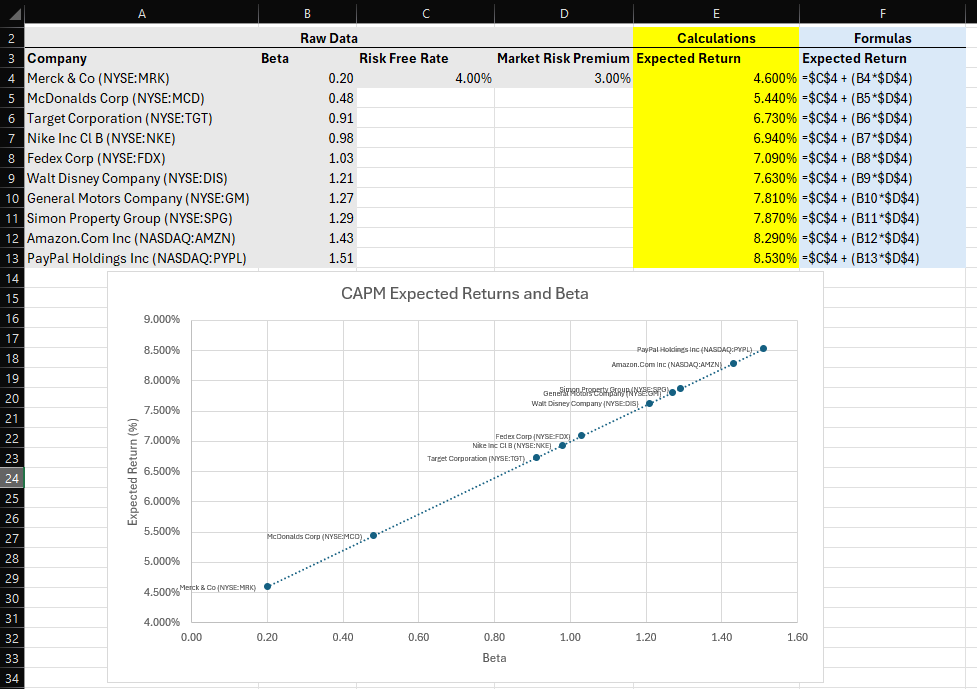 A B C D E F
2 Raw Data Calculations Formulas
3 Company Beta Risk Free Rate Market Risk Premium Expected Return Expected Return
4 Merck & Co (NYSE:MRK) 0.20 4.00% 3.00% 4.600% =$C$4 + (B4*$D$4)
5 McDonalds Corp (NYSE:MCD) 0.48 5.440% =$C$4 + (B5*$D$4)
6 Target Corporation (NYSE:TGT) 0.91 6.730% =$C$4 + (B6*$D$4)
7 Nike Inc Cl B (NYSE:NKE) 0.98 6.940% =$C$4 + (B7*$D$4)
8 Fedex Corp (NYSE:FDX) 1.03 7.090% =$C$4 + (B8*$D$4)
9 Walt Disney Company (NYSE:DIS) 1.21 7.630% =$C$4 + (B9*$D$4)
10 General Motors Company (NYSE:GM) 1.27 7.810% =$C$4 + (B10*$D$4)
11 Simon Property Group (NYSE:SPG) 1.29 7.870% =$C$4 + (B11*$D$4)
12 Amazon.Com Inc (NASDAQ:AMZN) 1.43 8.290% =$C$4 + (B12*$D$4)
13 PayPal Holdings Inc (NASDAQ:PYPL) 1.51 8.530% =$C$4 + (B13*$D$4)
14
15
16
17
18
19
20
21
22
23
24
25
26
27
28
29
30
31
32
33
34
CAPM Expected Returns and Beta
Expected Return (%)
9.000%
8.500%
8.000%
7.500%
7.000%
6.500%
6.000%
5.500%
5.000%
4.500%
4.000%
PayPal Holdings Inc (NASDAQ:PYPL)
Amazon.Com Inc (NASDAQ:AMZN)
Simon Property Group (NYSE:SPG)
General Motors Company (NYSE:GM)
Walt Disney Company (NYSE:DIS)
Fedex Corp (NYSE:FDX)
Nike Inc Cl B (NYSE:NKE)
Target Corporation (NYSE:TGT)
McDonalds Corp (NYSE:MCD)
Merck & Co (NYSE:MRK)
0.00 0.20 0.40 0.60 0.80 1.00 1.20 1.40 1.60
Beta